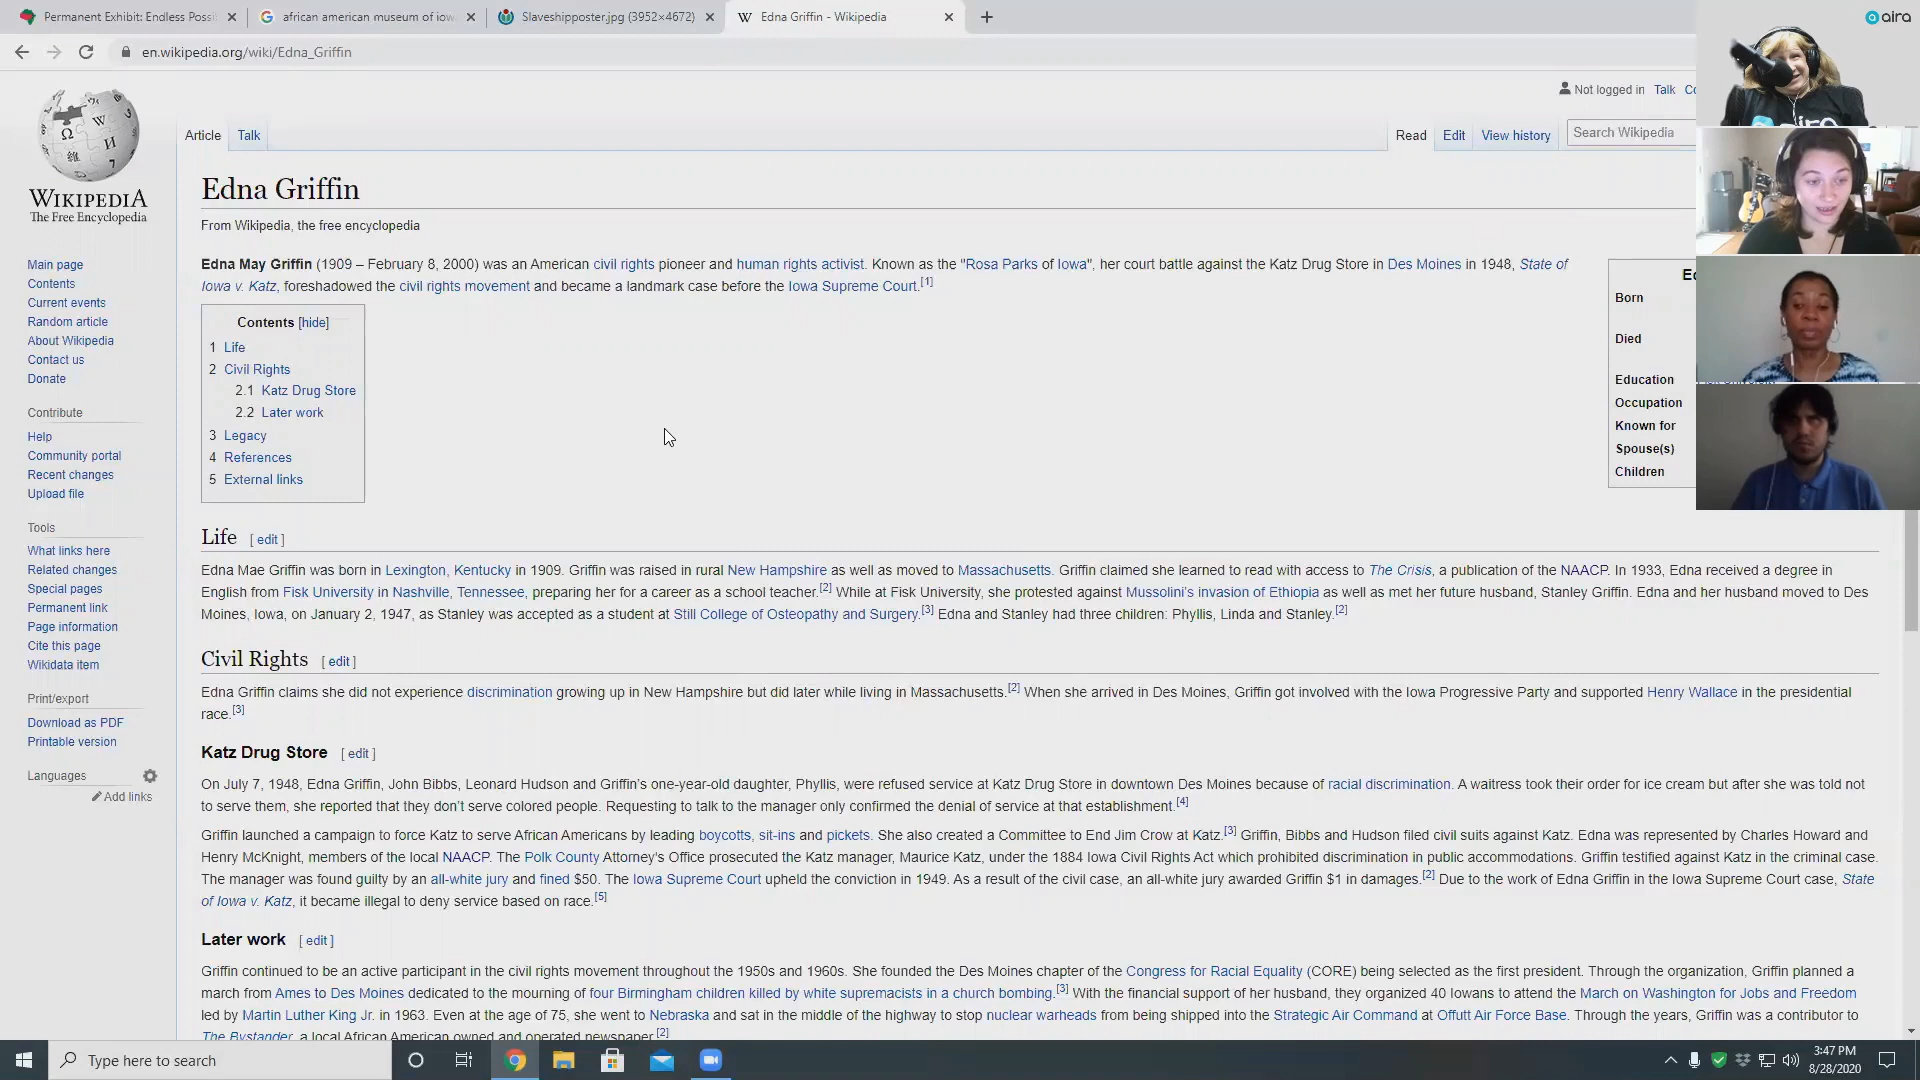 Permanent Exhibit: Endless Possi
african american museum of iow
Slaveshipposter.jpg (3952×4672)
Edna Griffin - Wikipedia
aira
en.wikipedia.org/wiki/Edna_Griffin
Not logged in Talk Co
Article Talk
Read Edit View history
Search Wikipedia
WIKIPEDIA
The Free Encyclopedia
Main page
Contents
Current events
Random article
About Wikipedia
Contact us
Donate
Contribute
Help
Community portal
Recent changes
Upload file
Tools
What links here
Related changes
Special pages
Permanent link
Page information
Cite this page
Wikidata item
Print/export
Download as PDF
Printable version
Languages
Add links
Edna Griffin
From Wikipedia, the free encyclopedia
Edna May Griffin (1909 – February 8, 2000) was an American civil rights pioneer and human rights activist. Known as the "Rosa Parks of Iowa", her court battle against the Katz Drug Store in Des Moines in 1948, State of
Iowa v. Katz, foreshadowed the civil rights movement and became a landmark case before the Iowa Supreme Court.[1]
Contents [hide]
1 Life
2 Civil Rights
2.1 Katz Drug Store
2.2 Later work
3 Legacy
4 References
5 External links
Born
Died
Education
Occupation
Known for
Spouse(s)
Children
Life [ edit ]
Edna Mae Griffin was born in Lexington, Kentucky in 1909. Griffin was raised in rural New Hampshire as well as moved to Massachusetts. Griffin claimed she learned to read with access to The Crisis, a publication of the NAACP. In 1933, Edna received a degree in
English from Fisk University in Nashville, Tennessee, preparing her for a career as a school teacher.[2] While at Fisk University, she protested against Mussolini's invasion of Ethiopia as well as met her future husband, Stanley Griffin. Edna and her husband moved to Des
Moines, Iowa, on January 2, 1947, as Stanley was accepted as a student at Still College of Osteopathy and Surgery.[3] Edna and Stanley had three children: Phyllis, Linda and Stanley.[2]
Civil Rights [ edit ]
Edna Griffin claims she did not experience discrimination growing up in New Hampshire but did later while living in Massachusetts.[2] When she arrived in Des Moines, Griffin got involved with the Iowa Progressive Party and supported Henry Wallace in the presidential
race.[3]
Katz Drug Store [ edit ]
On July 7, 1948, Edna Griffin, John Bibbs, Leonard Hudson and Griffin's one-year-old daughter, Phyllis, were refused service at Katz Drug Store in downtown Des Moines because of racial discrimination. A waitress took their order for ice cream but after she was told not
to serve them, she reported that they don't serve colored people. Requesting to talk to the manager only confirmed the denial of service at that establishment.[4]
Griffin launched a campaign to force Katz to serve African Americans by leading boycotts, sit-ins and pickets. She also created a Committee to End Jim Crow at Katz.[3] Griffin, Bibbs and Hudson filed civil suits against Katz. Edna was represented by Charles Howard and
Henry McKnight, members of the local NAACP. The Polk County Attorney's Office prosecuted the Katz manager, Maurice Katz, under the 1884 Iowa Civil Rights Act which prohibited discrimination in public accommodations. Griffin testified against Katz in the criminal case.
The manager was found guilty by an all-white jury and fined $50. The Iowa Supreme Court upheld the conviction in 1949. As a result of the civil case, an all-white jury awarded Griffin $1 in damages.[2] Due to the work of Edna Griffin in the Iowa Supreme Court case, State
of Iowa v. Katz, it became illegal to deny service based on race.[5]
Later work [ edit ]
Griffin continued to be an active participant in the civil rights movement throughout the 1950s and 1960s. She founded the Des Moines chapter of the Congress for Racial Equality (CORE) being selected as the first president. Through the organization, Griffin planned a
march from Ames to Des Moines dedicated to the mourning of four Birmingham children killed by white supremacists in a church bombing.[3] With the financial support of her husband, they organized 40 Iowans to attend the March on Washington for Jobs and Freedom
led by Martin Luther King Jr. in 1963. Even at the age of 75, she went to Nebraska and sat in the middle of the highway to stop nuclear warheads from being shipped into the Strategic Air Command at Offutt Air Force Base. Through the years, Griffin was a contributor to
The Bystander, a local African American owned and operated newspaper.[2]
Type here to search
3:47 PM
8/28/2020